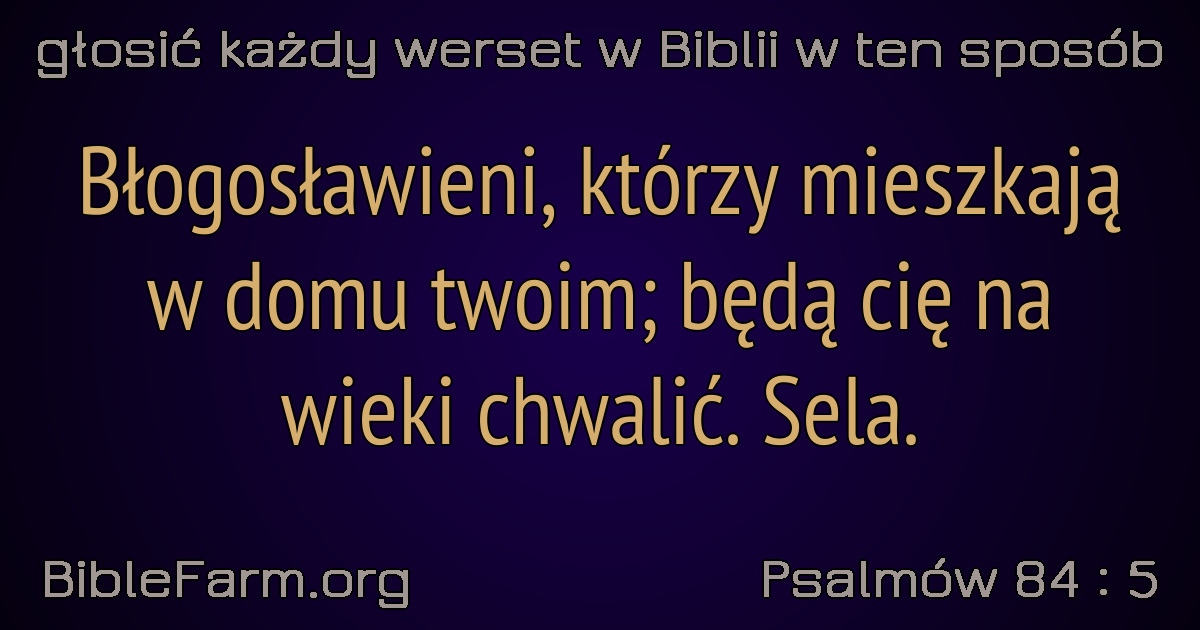 głosić każdy werset w Biblii w ten sposób
Błogosławieni, którzy mieszkają
w domu twoim; będą cię na
wieki chwalić. Sela.
BibleFarm.org
Psalmów 84 : 5